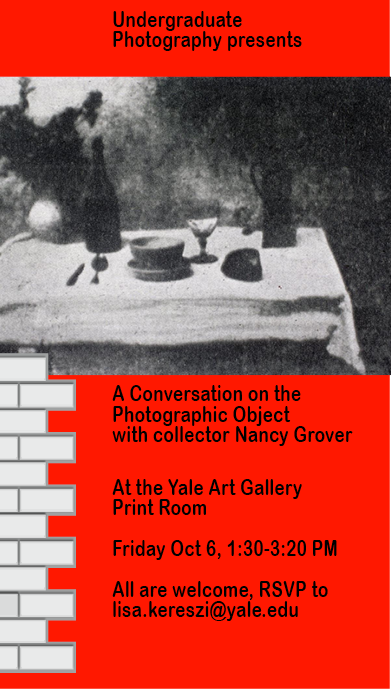 Undergraduate
Photography presents
A Conversation on the
Photographic Object
with collector Nancy Grover
At the Yale Art Gallery
Print Room
Friday Oct 6, 1:30-3:20 PM
All are welcome, RSVP to
lisa.kereszi@yale.edu